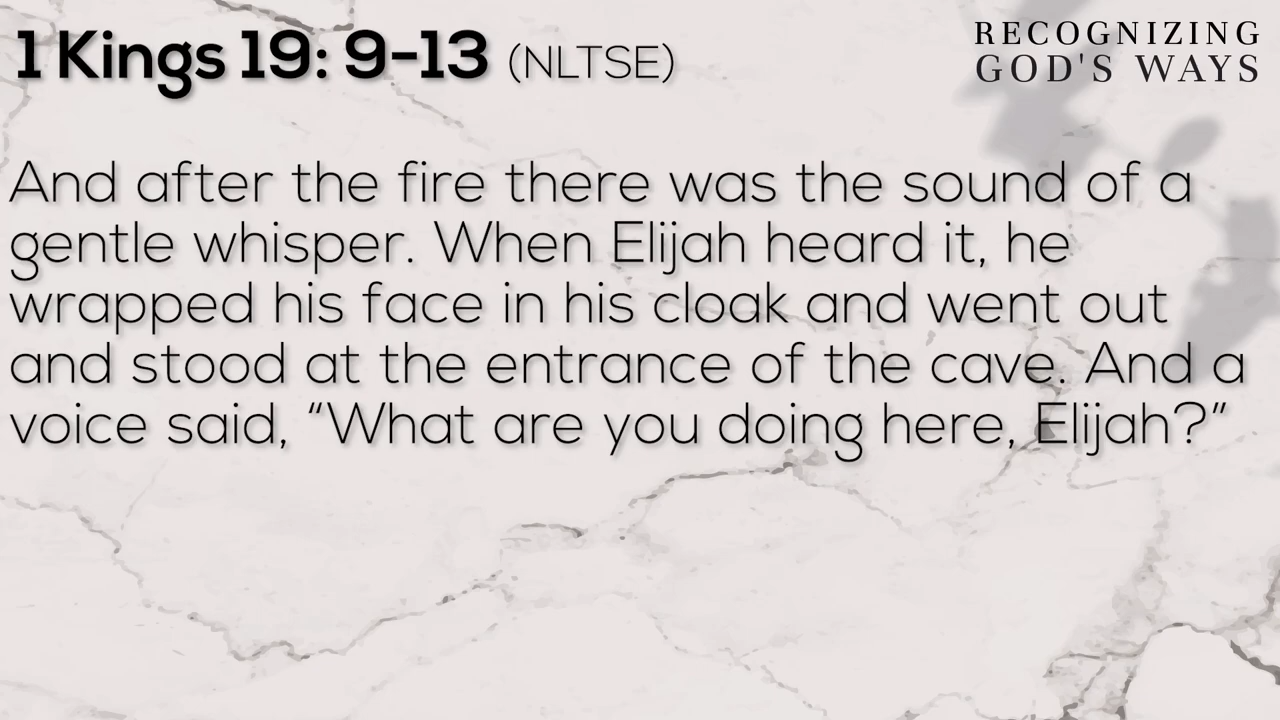 1 Kings 19: 9-13 (NLTSE)
RECOGNIZING
GOD'S WAYS
And after the fire there was the sound of a
gentle whisper. When Elijah heard it, he
wrapped his face in his cloak and went out
and stood at the entrance of the cave. And a
voice said, “What are you doing here, Elijah?”